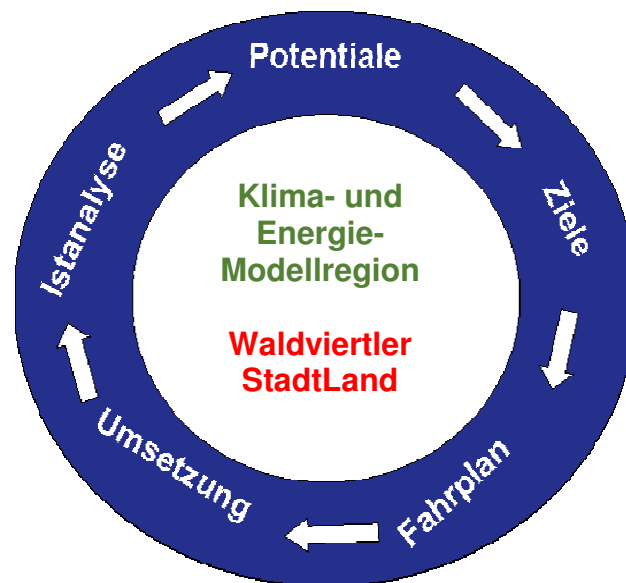 Potentiale
Ziele
Fahrplan
Umsetzung
Istanalyse
Klima- und
Energie-
Modellregion
Waldviertler
StadtLand